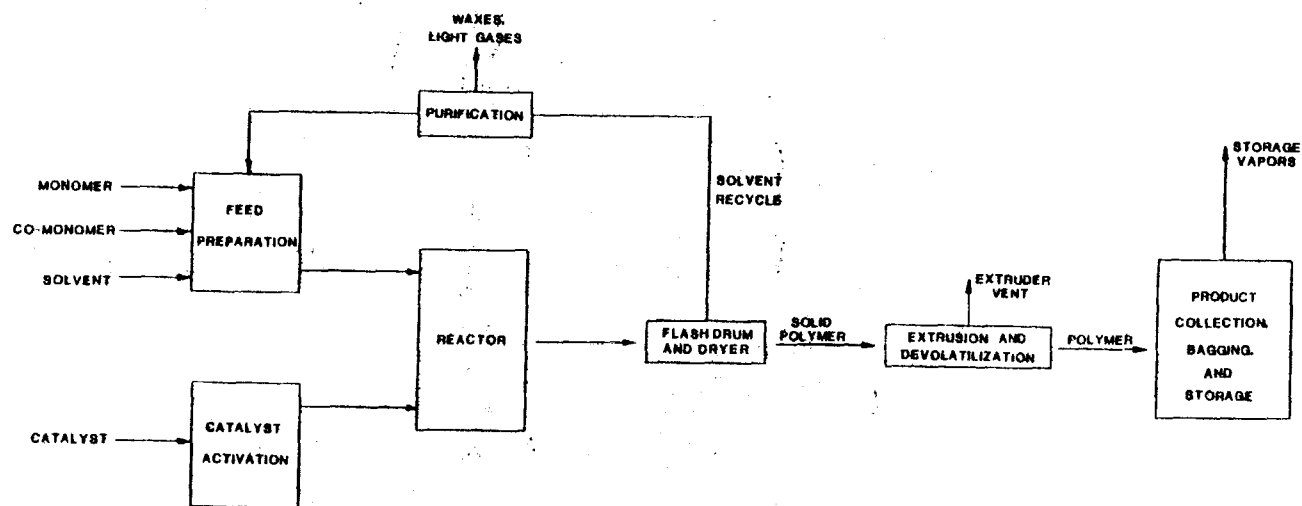 WAXES,
LIGHT GASES
PURIFICATION
STORAGE
VAPORS
MONOMER
FEED
PREPARATION
CO-MONOMER
SOLVENT
SOLVENT
RECYCLE
EXTRUDER
VENT
REACTOR
FLASH DRUM
AND DRYER
SOLID
POLYMER
EXTRUSION AND
DEVOLATILIZATION
POLYMER
PRODUCT
COLLECTION,
BAGGING,
AND
STORAGE
CATALYST
CATALYST
ACTIVATION